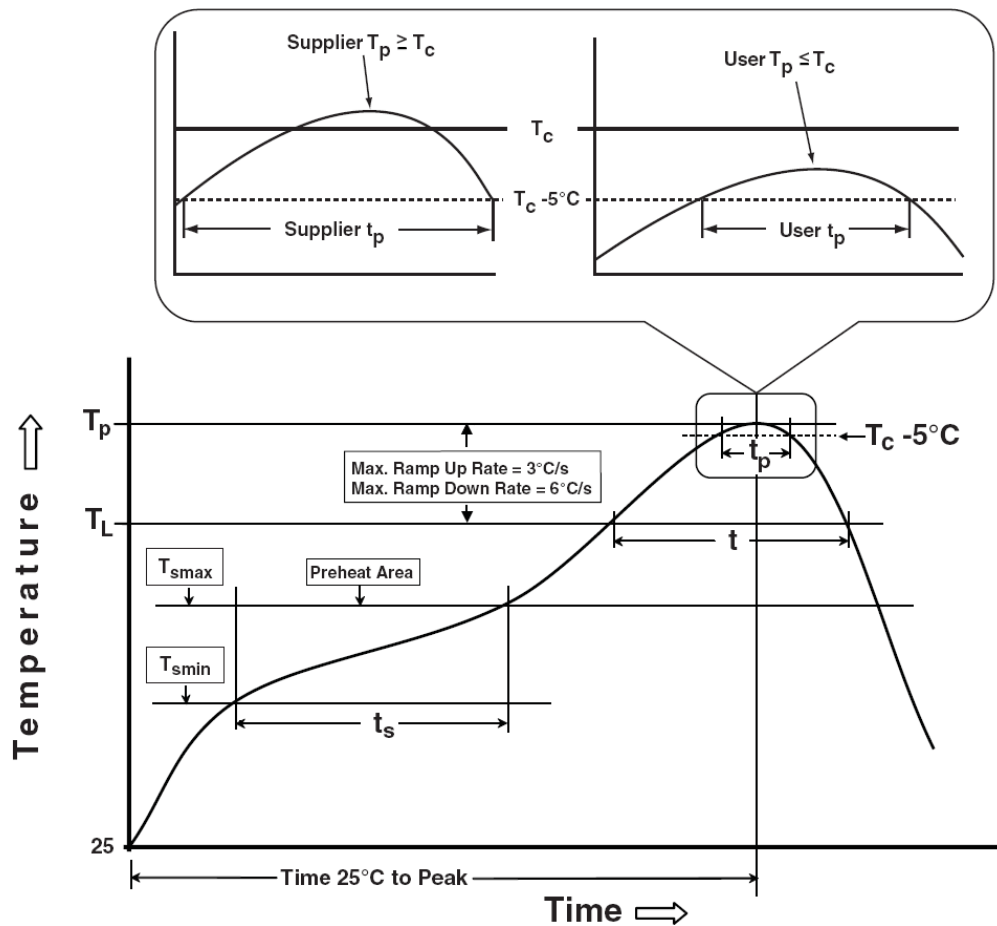 Supplier Tp ≥ Tc
User Tp ≤ Tc
Tc
Tc -5°C
Supplier tp
User tp
Tp
Tc -5°C
tp
Max. Ramp Up Rate = 3°C/s
Max. Ramp Down Rate = 6°C/s
TL
t
Tsmax
Preheat Area
Tsmin
ts
Temperature
25
Time 25°C to Peak
Time